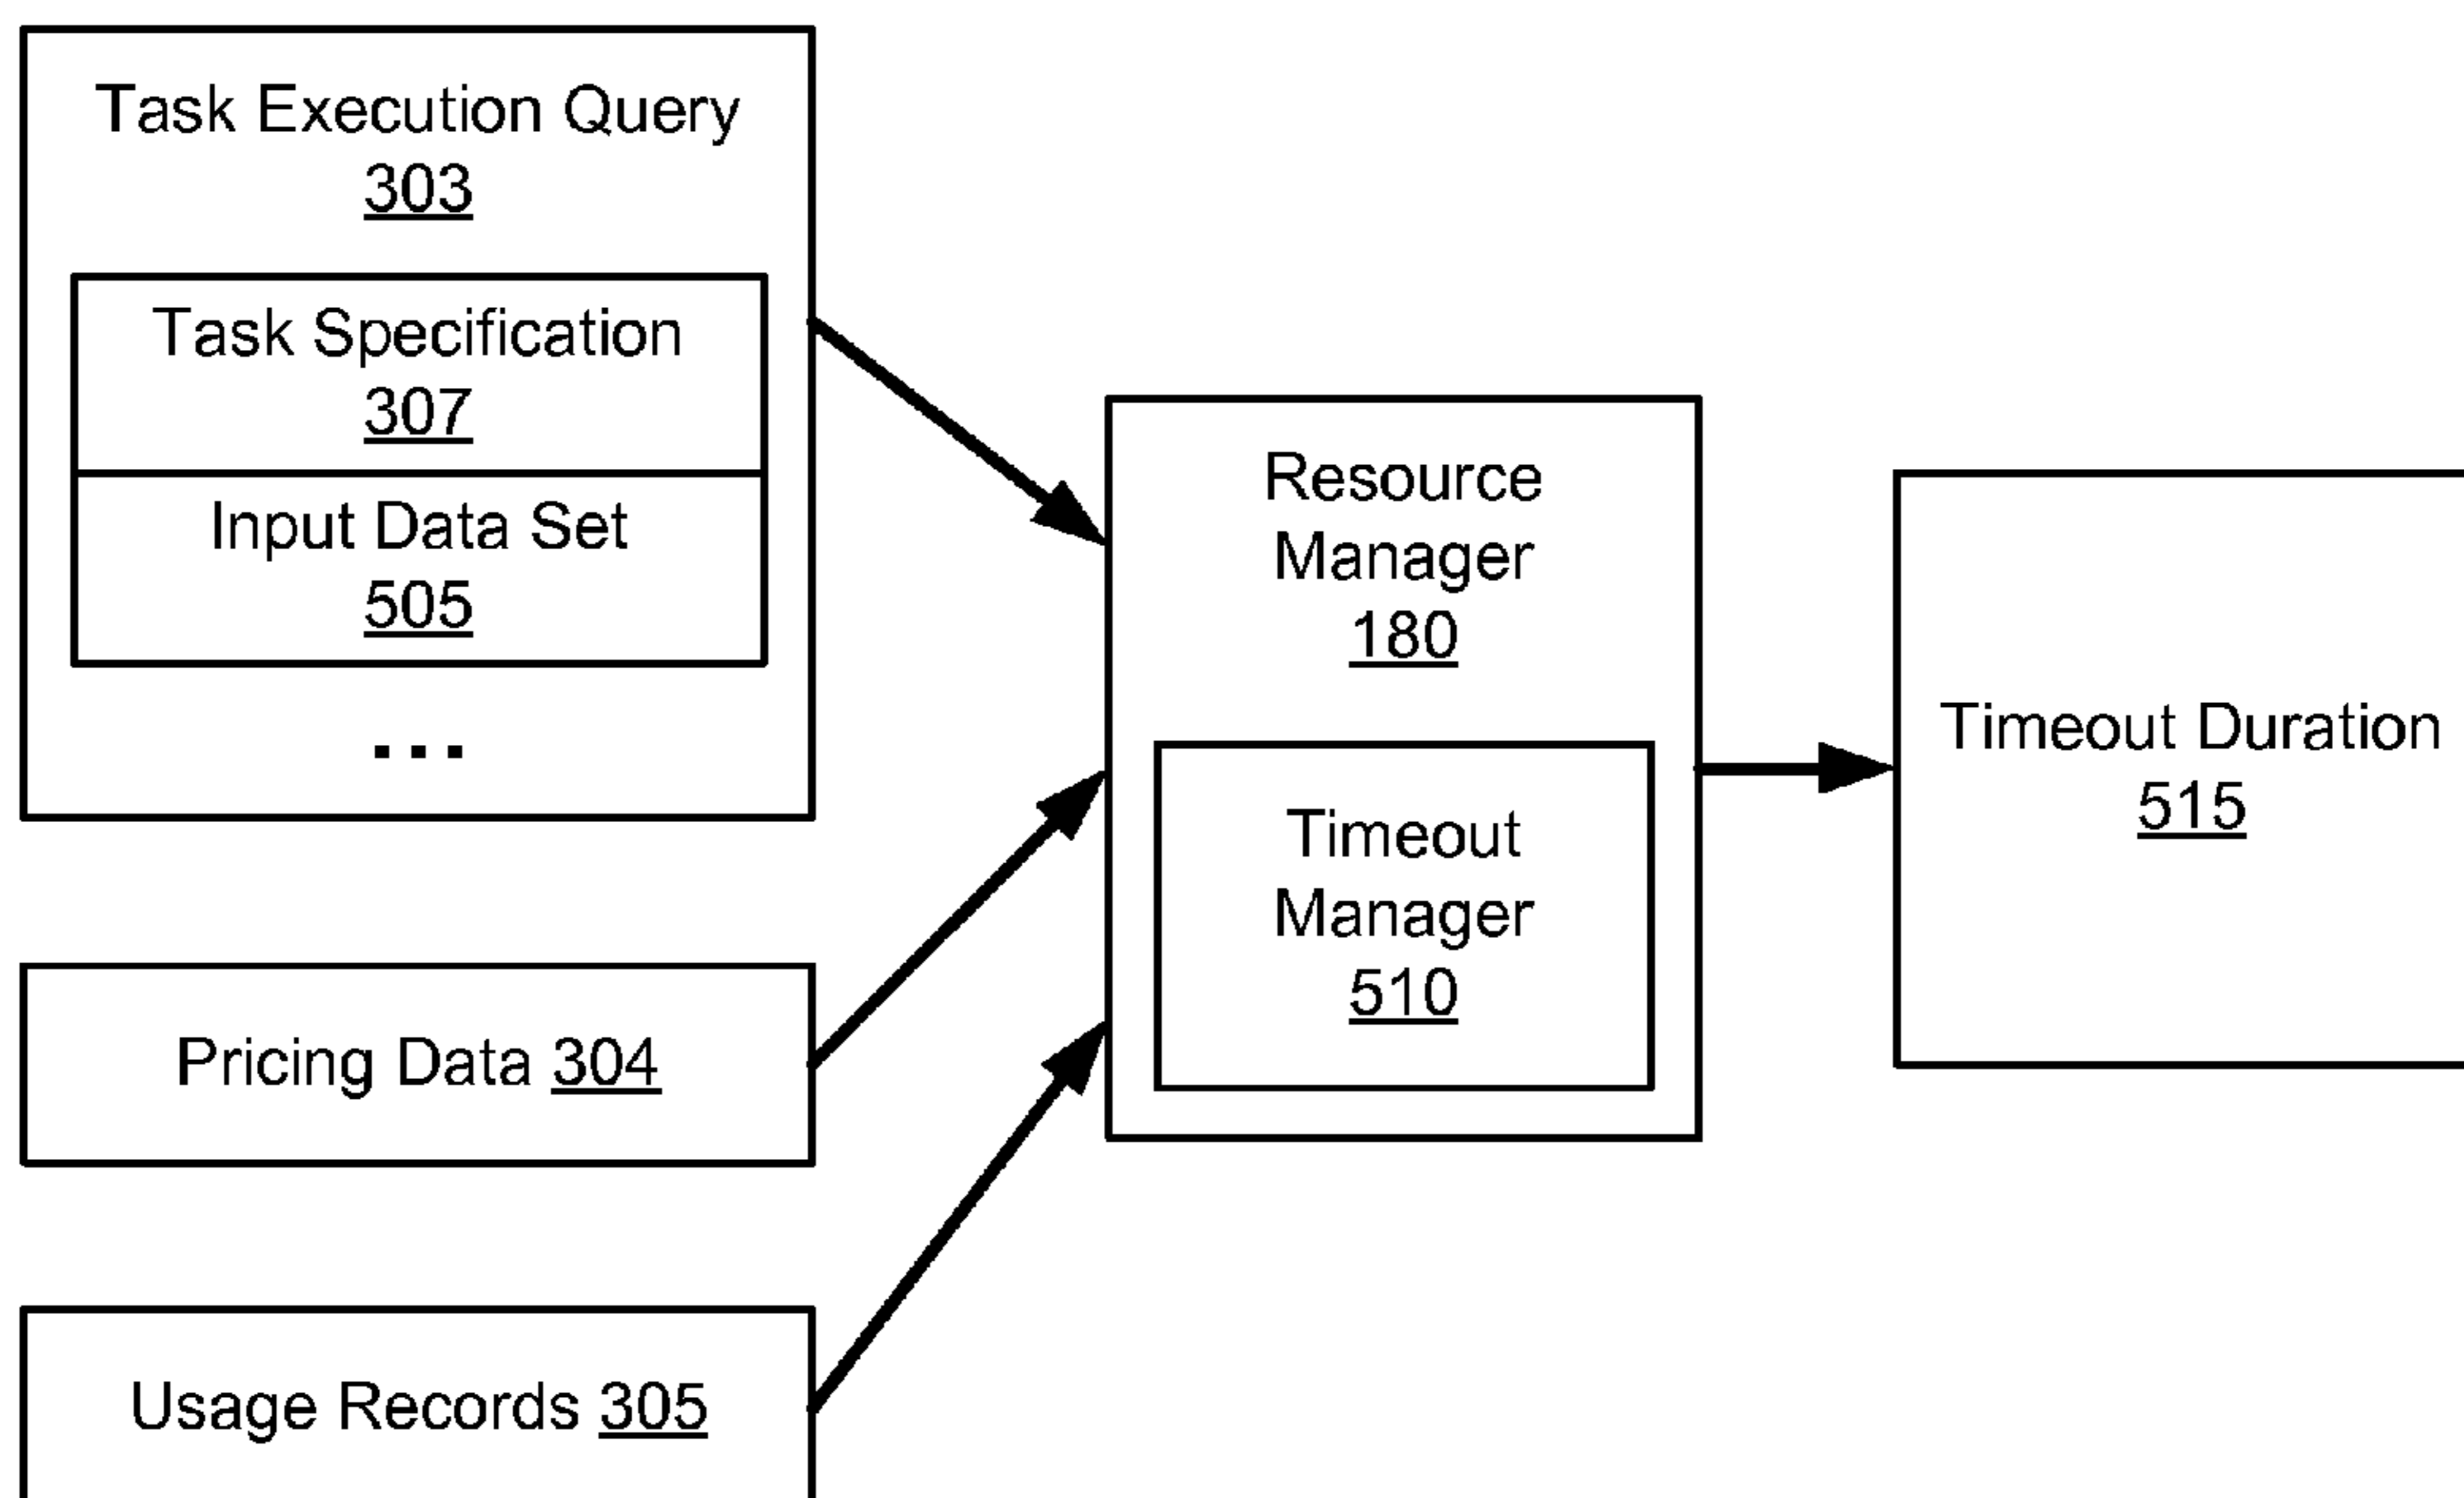 Task Execution Query
303
Task Specification
307
Input Data Set
505
...
Pricing Data 304
Usage Records 305
Resource
Manager
180
Timeout
Manager
510
Timeout Duration
515